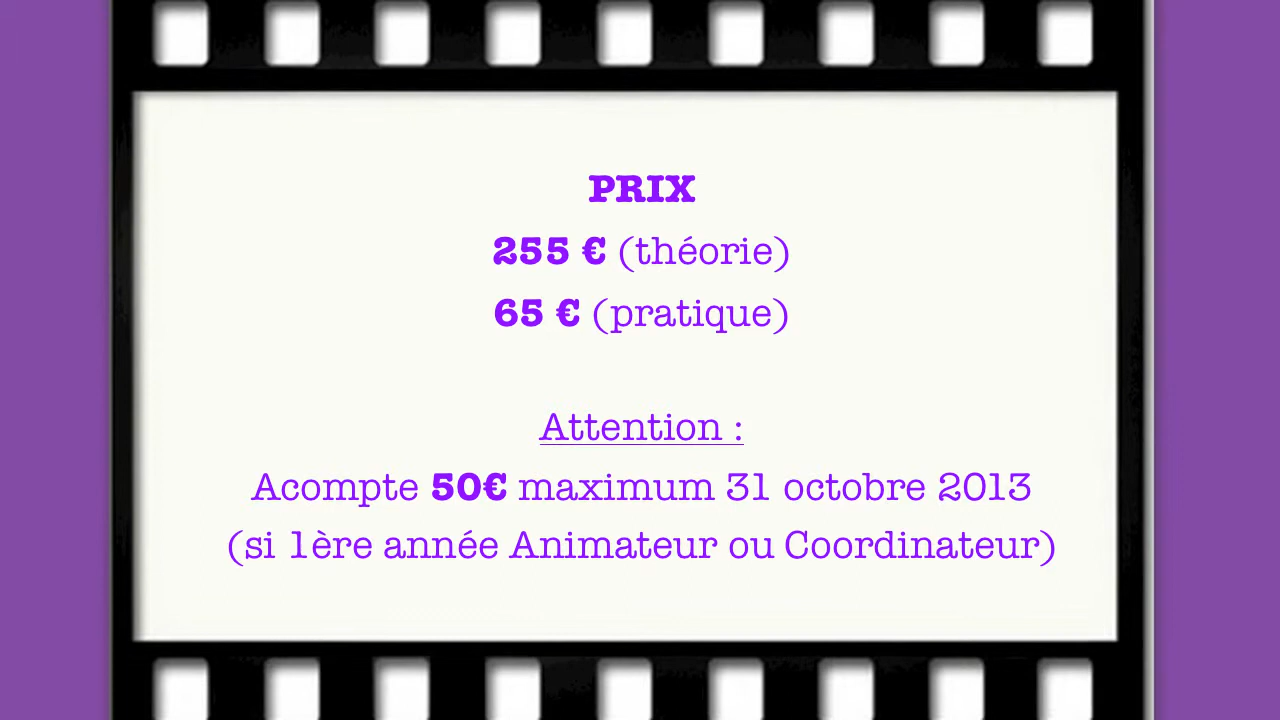 PRIX
255 € (théorie)
65 € (pratique)
Attention :
Acompte 50€ maximum 31 octobre 2013
(si 1ère année Animateur ou Coordinateur)